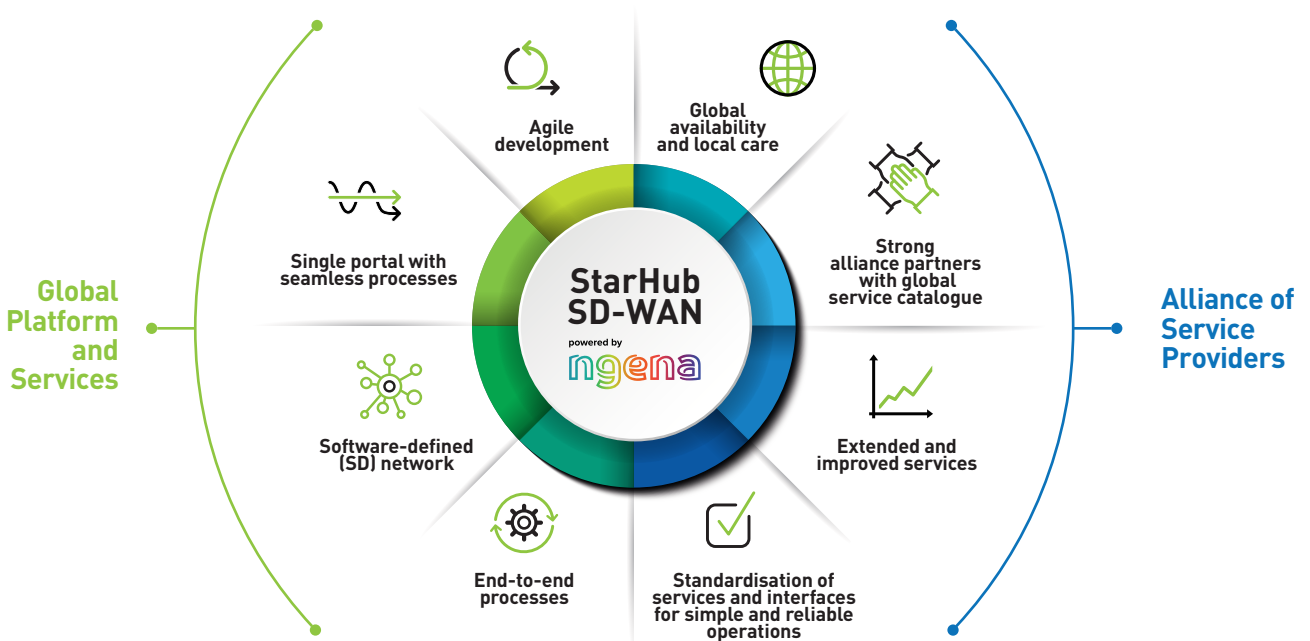 Agile
development
Global
availability
and local care
Single portal with
seamless processes
Strong
alliance partners
with global
service catalogue
Global
Platform
and
Services
StarHub
SD-WAN
powered by
ngena
Alliance of
Service
Providers
Software-defined
(SD) network
Extended and
improved services
End-to-end
processes
Standardisation of
services and interfaces
for simple and reliable
operations